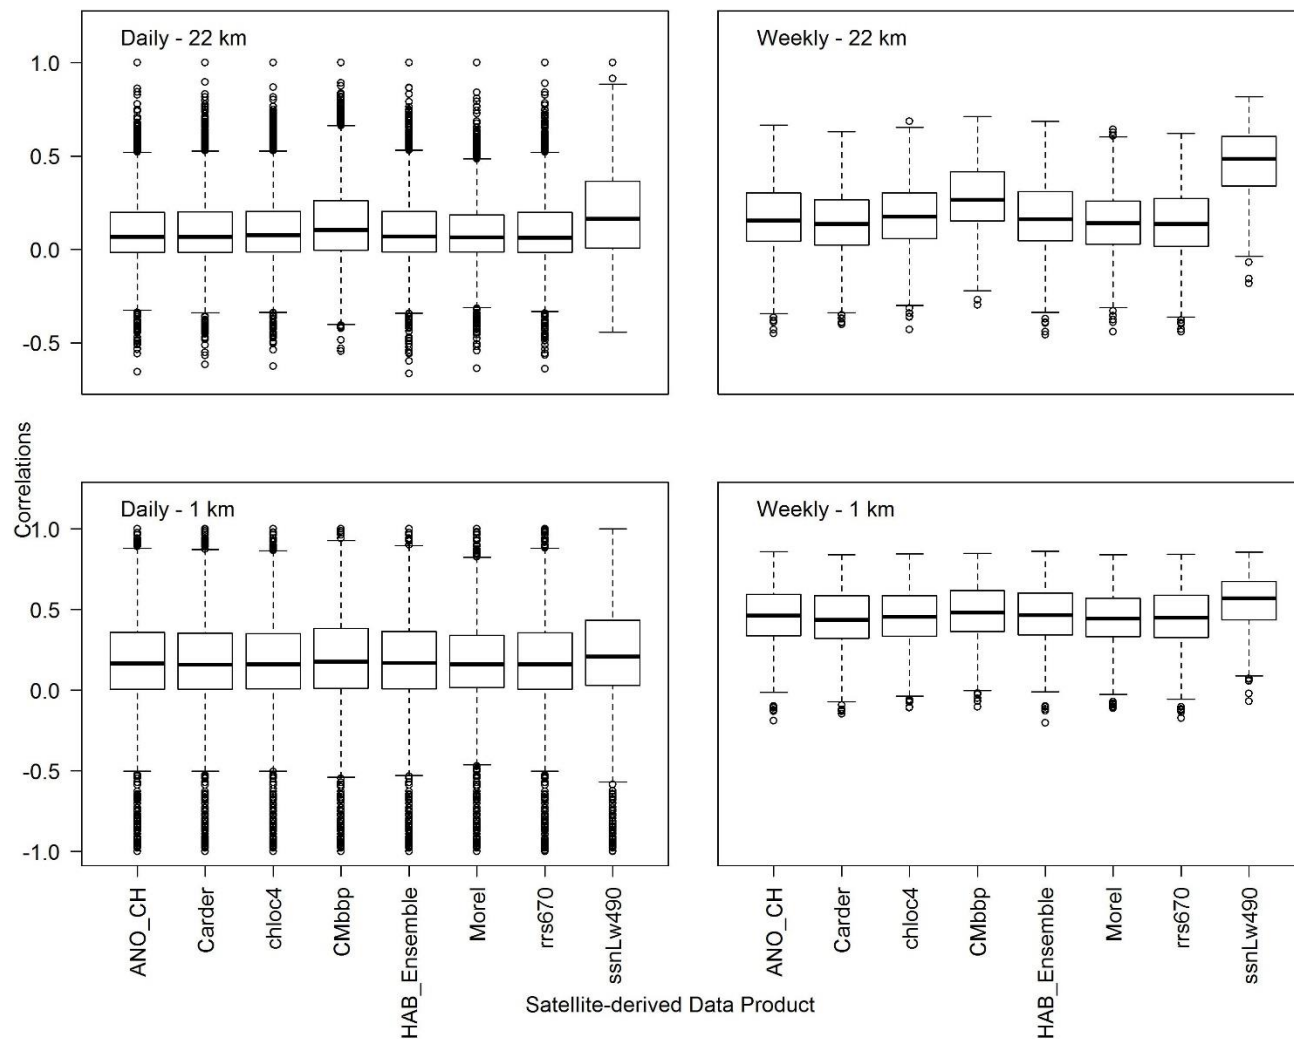 Daily - 22 km
Weekly - 22 km
1.0
0.5
0.0
-0.5
Correlations
Daily - 1 km
Weekly - 1 km
1.0
0.5
0.0
-0.5
-1.0
ANO_CH
Carder
chloc4
CMbbp
HAB_Ensemble
Morel
rrs670
ssnLw490
ANO_CH
Carder
chloc4
CMbbp
HAB_Ensemble
Morel
rrs670
ssnLw490
Satellite-derived Data Product